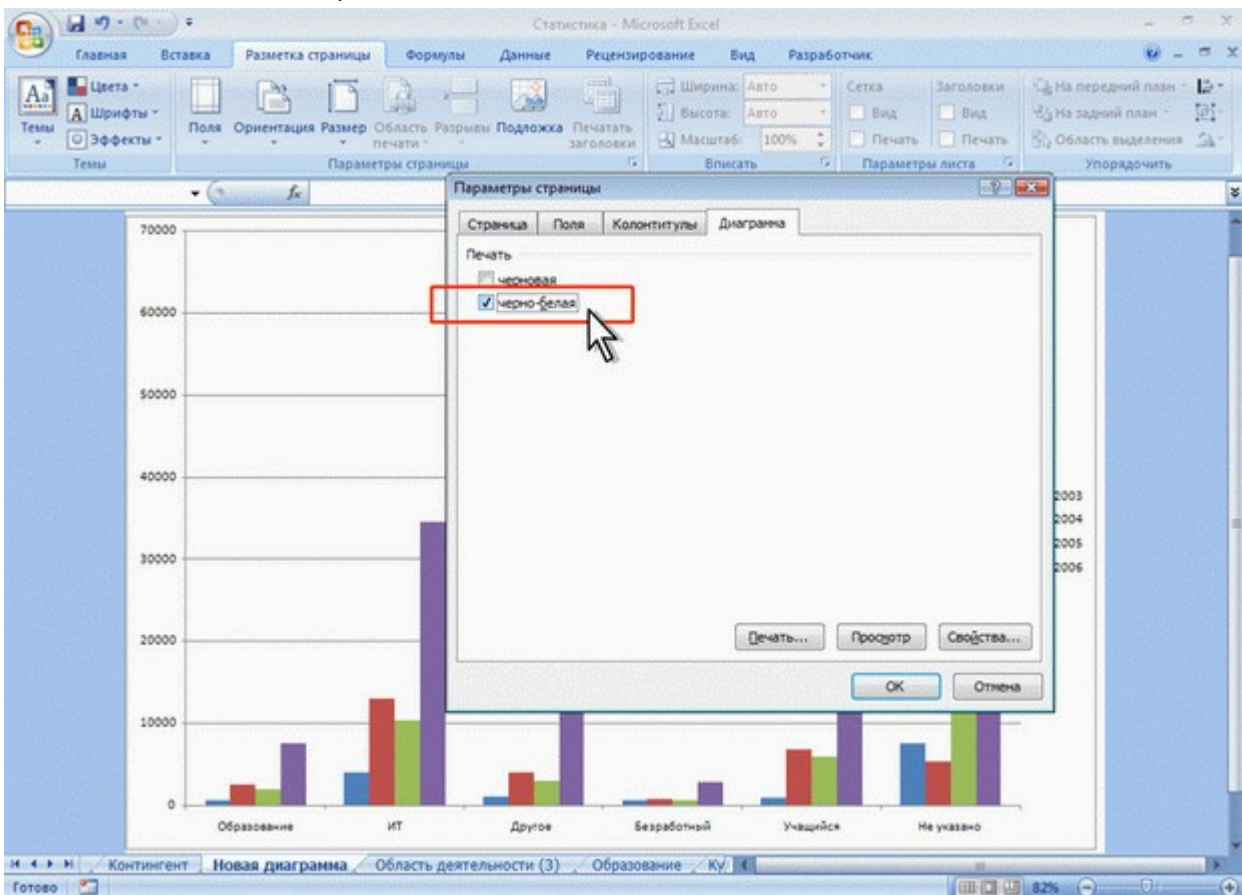 Статистика - Microsoft Excel
Главная Вставка Разметка страницы Формулы Данные Рецензирование Вид Разработчик
Aa Цвета Ширина: Авто Сетка Заголовки На передний план
A Шрифты Высота: Авто Вид Вид На задний план
Темы Эффекты Поля Ориентация Размер Область печати Разрывы Подложка Печатать заголовки Масштаб: 100% Печать Печать Область выделения
Темы Параметры страницы Вписать Параметры листа Упорядочить
fx
Параметры страницы
Страница Поля Колонтитулы Диаграмма
Печать
черновая
черно-белая
70000
60000
50000
40000
30000
20000
10000
0
2003
2004
2005
2006
Печать... Просмотр Свойства...
ОК Отмена
Образование ИТ Другое Безработный Учащийся Не указано
Контингент Новая диаграмма Область деятельности (3) Образование Ку
Готово 82%